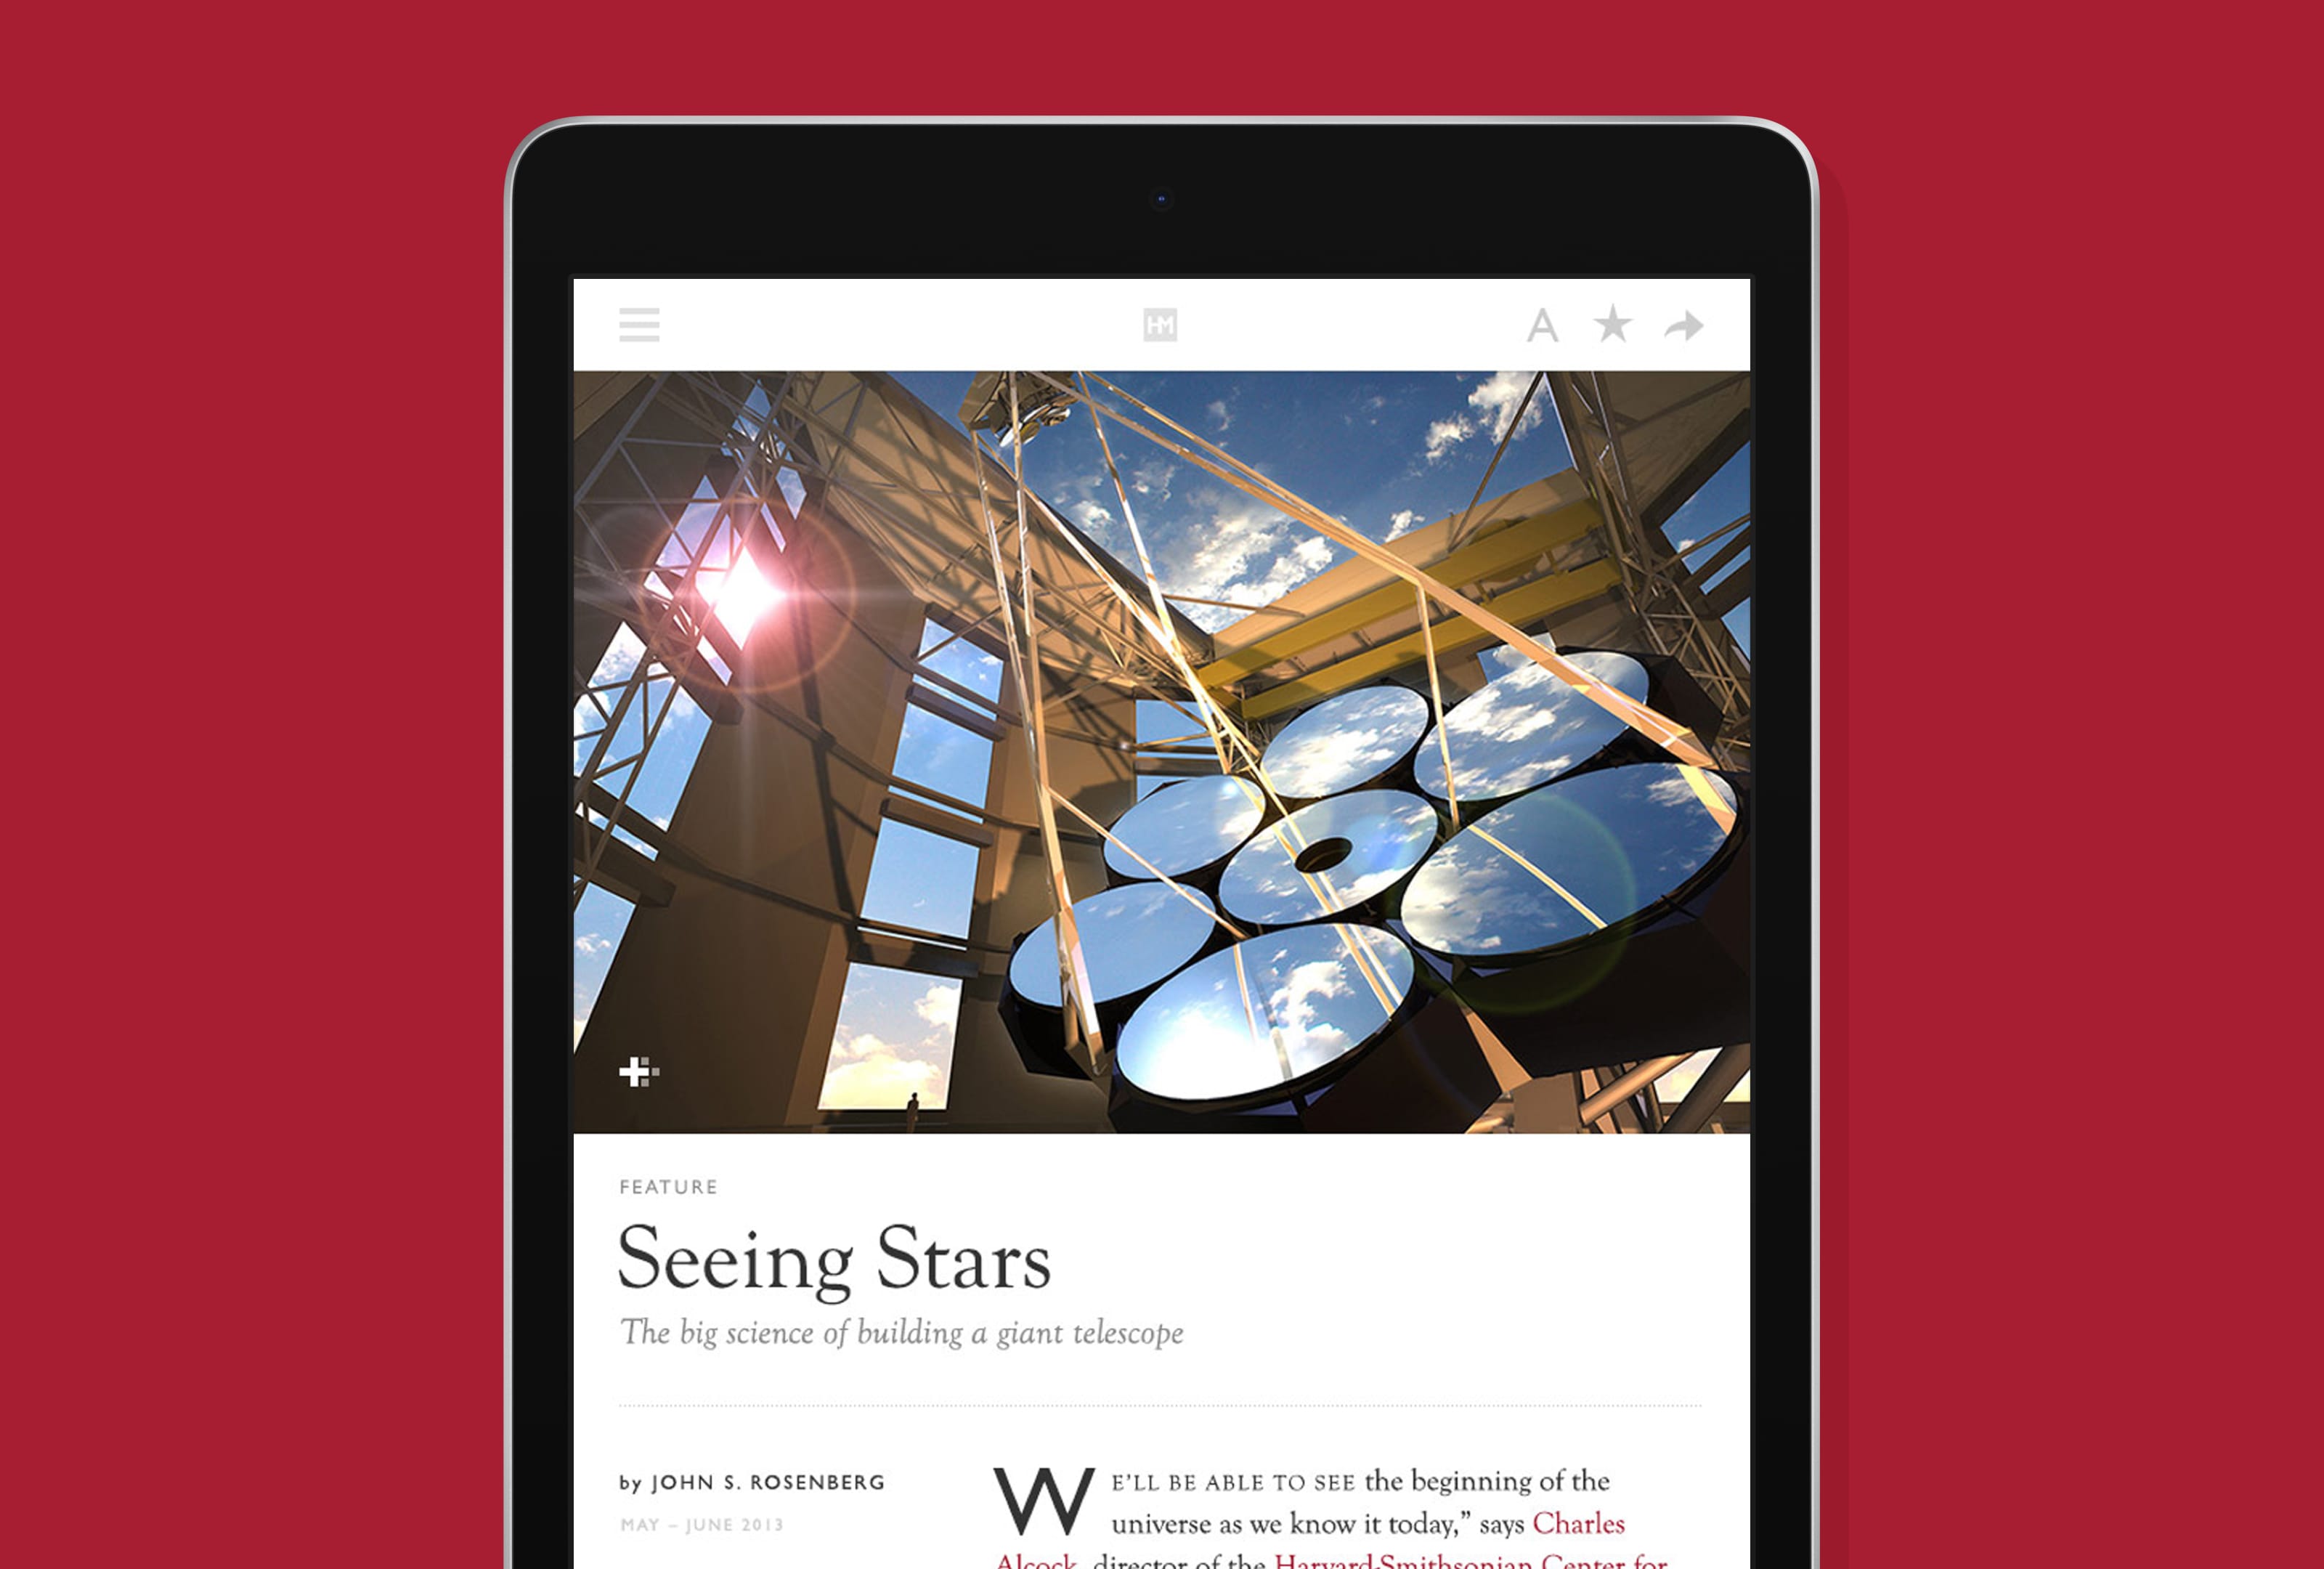 HM
A
FEATURE
Seeing Stars
The big science of building a giant telescope
by JOHN S. ROSENBERG
MAY – JUNE 2013
WE’LL BE ABLE TO SEE the beginning of the
universe as we know it today,” says Charles
Alcock, director of the Harvard-Smithsonian Center for